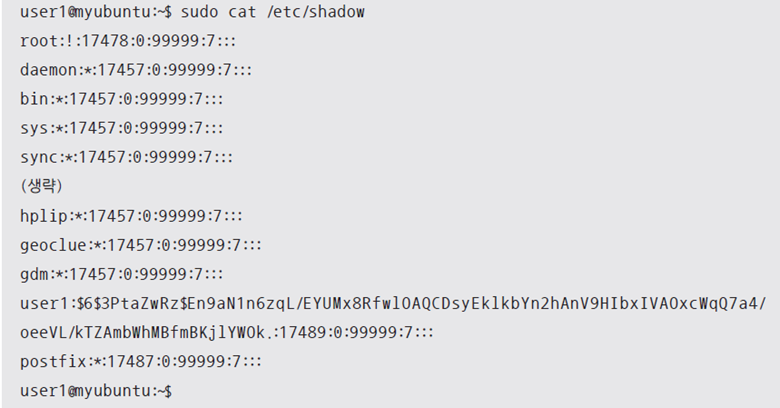 user1@myubuntu:~$ sudo cat /etc/shadow
root:!:17478:0:99999:7:::
daemon:*:17457:0:99999:7:::
bin:*:17457:0:99999:7:::
sys:*:17457:0:99999:7:::
sync:*:17457:0:99999:7:::
(생략)
hplip:*:17457:0:99999:7:::
geoclue:*:17457:0:99999:7:::
gdm:*:17457:0:99999:7:::
user1:$6$3PtaZwRz$En9aN1n6zqL/EYUMx8RfwlOAQCDsyEklkbYn2hAnV9HIbxIVAOxcWqQ7a4/
oeeVL/kTZAmbWhMBfmBKjlYWOk.:17489:0:99999:7:::
postfix:*:17487:0:99999:7:::
user1@myubuntu:~$